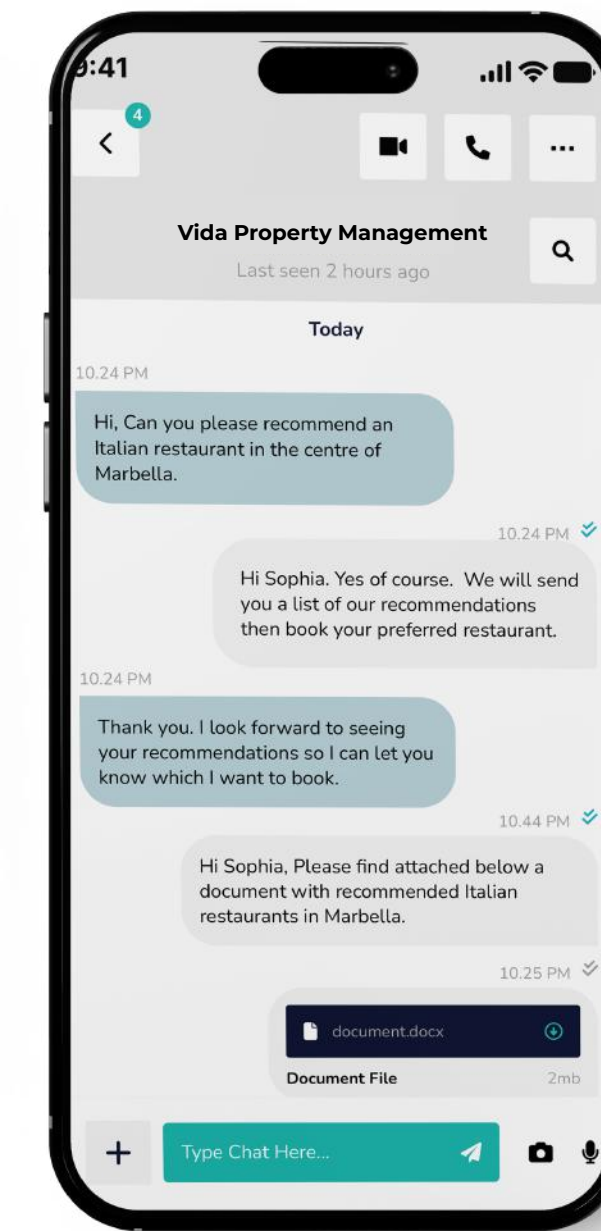 9:41
4
Vida Property Management
Last seen 2 hours ago
Today
10.24 PM
Hi, Can you please recommend an
Italian restaurant in the centre of
Marbella.
10.24 PM
Hi Sophia. Yes of course.  We will send
you a list of our recommendations
then book your preferred restaurant.
10.24 PM
Thank you. I look forward to seeing
your recommendations so I can let you
know which I want to book.
10.44 PM
Hi Sophia, Please find attached below a
document with recommended Italian
restaurants in Marbella.
10.25 PM
document.docx
Document File 2mb
Type Chat Here...